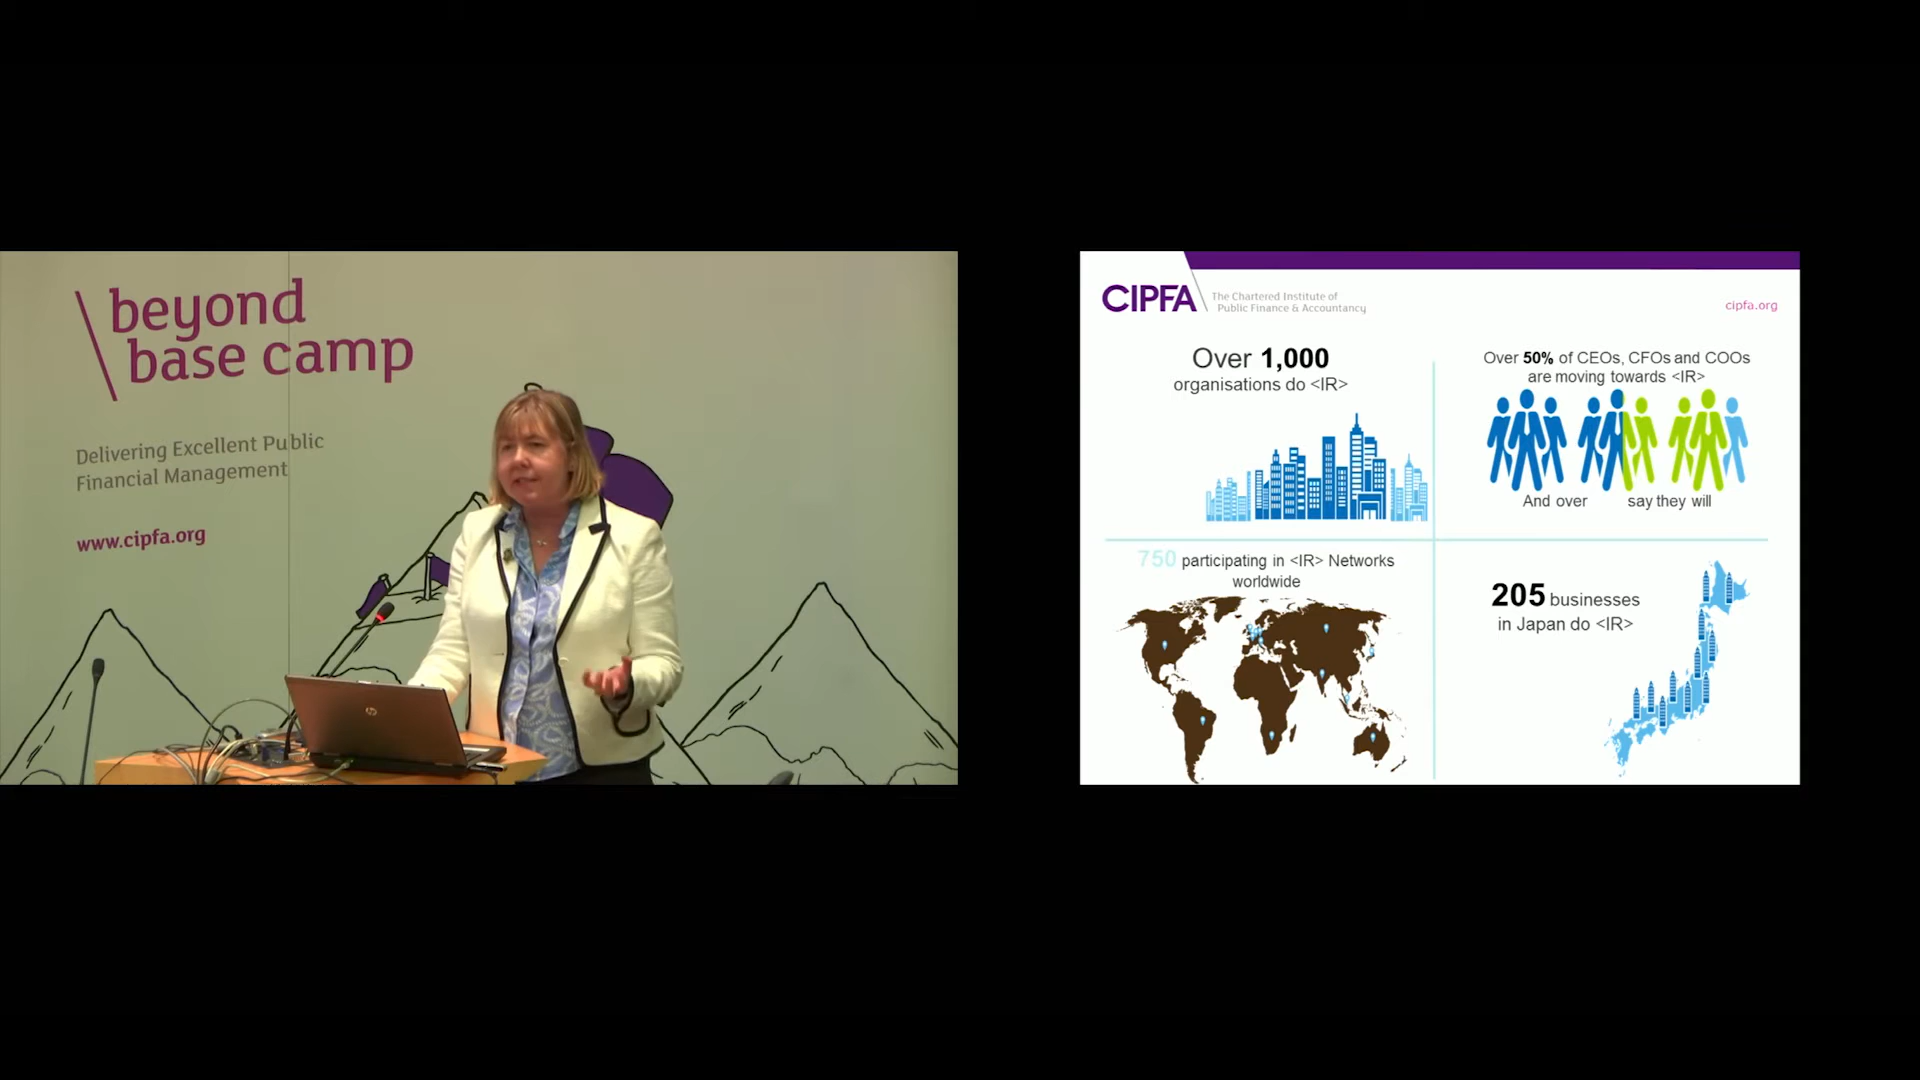 beyond
base camp
Delivering Excellent Public
Financial Management
www.cipfa.org
hp
CIPFA
The Chartered Institute of
Public Finance & Accountancy
cipfa.org
Over 1,000
organisations do <IR>
Over 50% of CEOs, CFOs and COOs
are moving towards <IR>
And over say they will
750 participating in <IR> Networks
worldwide
205 businesses
in Japan do <IR>